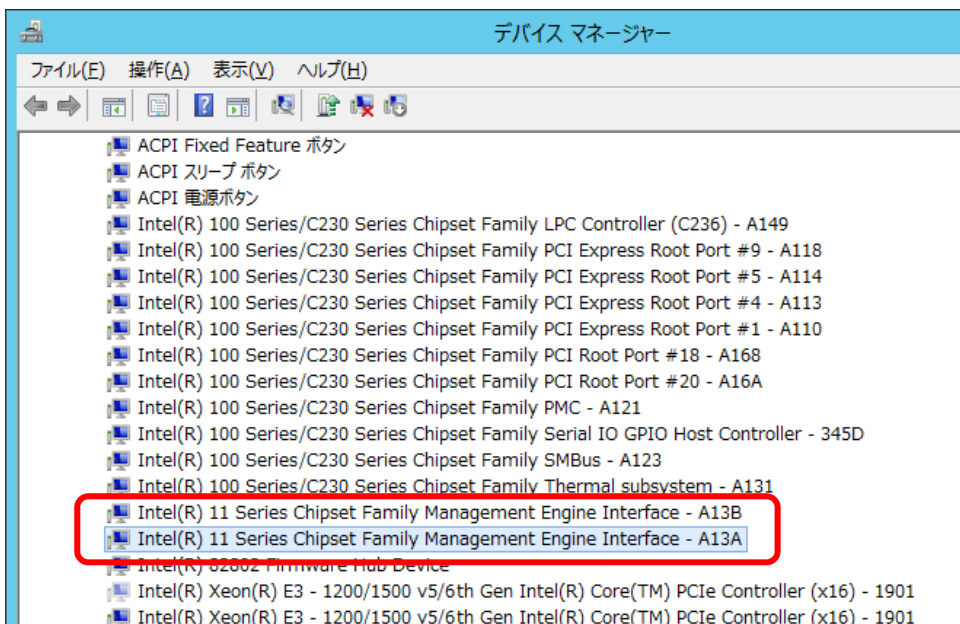 デバイス マネージャー
ファイル(F) 操作(A) 表示(V) ヘルプ(H)
ACPI Fixed Feature ボタン
ACPI スリープ ボタン
ACPI 電源ボタン
Intel(R) 100 Series/C230 Series Chipset Family LPC Controller (C236) - A149
Intel(R) 100 Series/C230 Series Chipset Family PCI Express Root Port #9 - A118
Intel(R) 100 Series/C230 Series Chipset Family PCI Express Root Port #5 - A114
Intel(R) 100 Series/C230 Series Chipset Family PCI Express Root Port #4 - A113
Intel(R) 100 Series/C230 Series Chipset Family PCI Express Root Port #1 - A110
Intel(R) 100 Series/C230 Series Chipset Family PCI Root Port #18 - A168
Intel(R) 100 Series/C230 Series Chipset Family PCI Root Port #20 - A16A
Intel(R) 100 Series/C230 Series Chipset Family PMC - A121
Intel(R) 100 Series/C230 Series Chipset Family Serial IO GPIO Host Controller - 345D
Intel(R) 100 Series/C230 Series Chipset Family SMBus - A123
Intel(R) 100 Series/C230 Series Chipset Family Thermal subsystem - A131
Intel(R) 11 Series Chipset Family Management Engine Interface - A13B
Intel(R) 11 Series Chipset Family Management Engine Interface - A13A
Intel(R) 82802 Firmware Hub Device
Intel(R) Xeon(R) E3 - 1200/1500 v5/6th Gen Intel(R) Core(TM) PCIe Controller (x16) - 1901
Intel(R) Xeon(R) E3 - 1200/1500 v5/6th Gen Intel(R) Core(TM) PCIe Controller (x16) - 1901